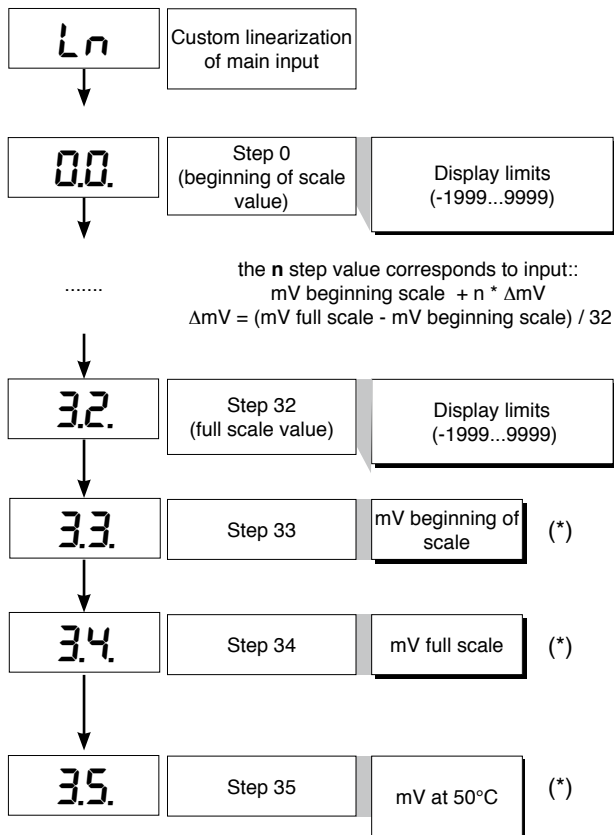 Ln
Custom linearization
of main input
0.0.
Step 0
(beginning of scale
value)
Display limits
(-1999...9999)
.......
the n step value corresponds to input::
mV beginning scale + n * ΔmV
ΔmV = (mV full scale - mV beginning scale) / 32
3.2.
Step 32
(full scale value)
Display limits
(-1999...9999)
3.3.
Step 33
mV beginning of
scale
(*)
3.4.
Step 34
mV full scale
(*)
3.5.
Step 35
mV at 50°C
(*)